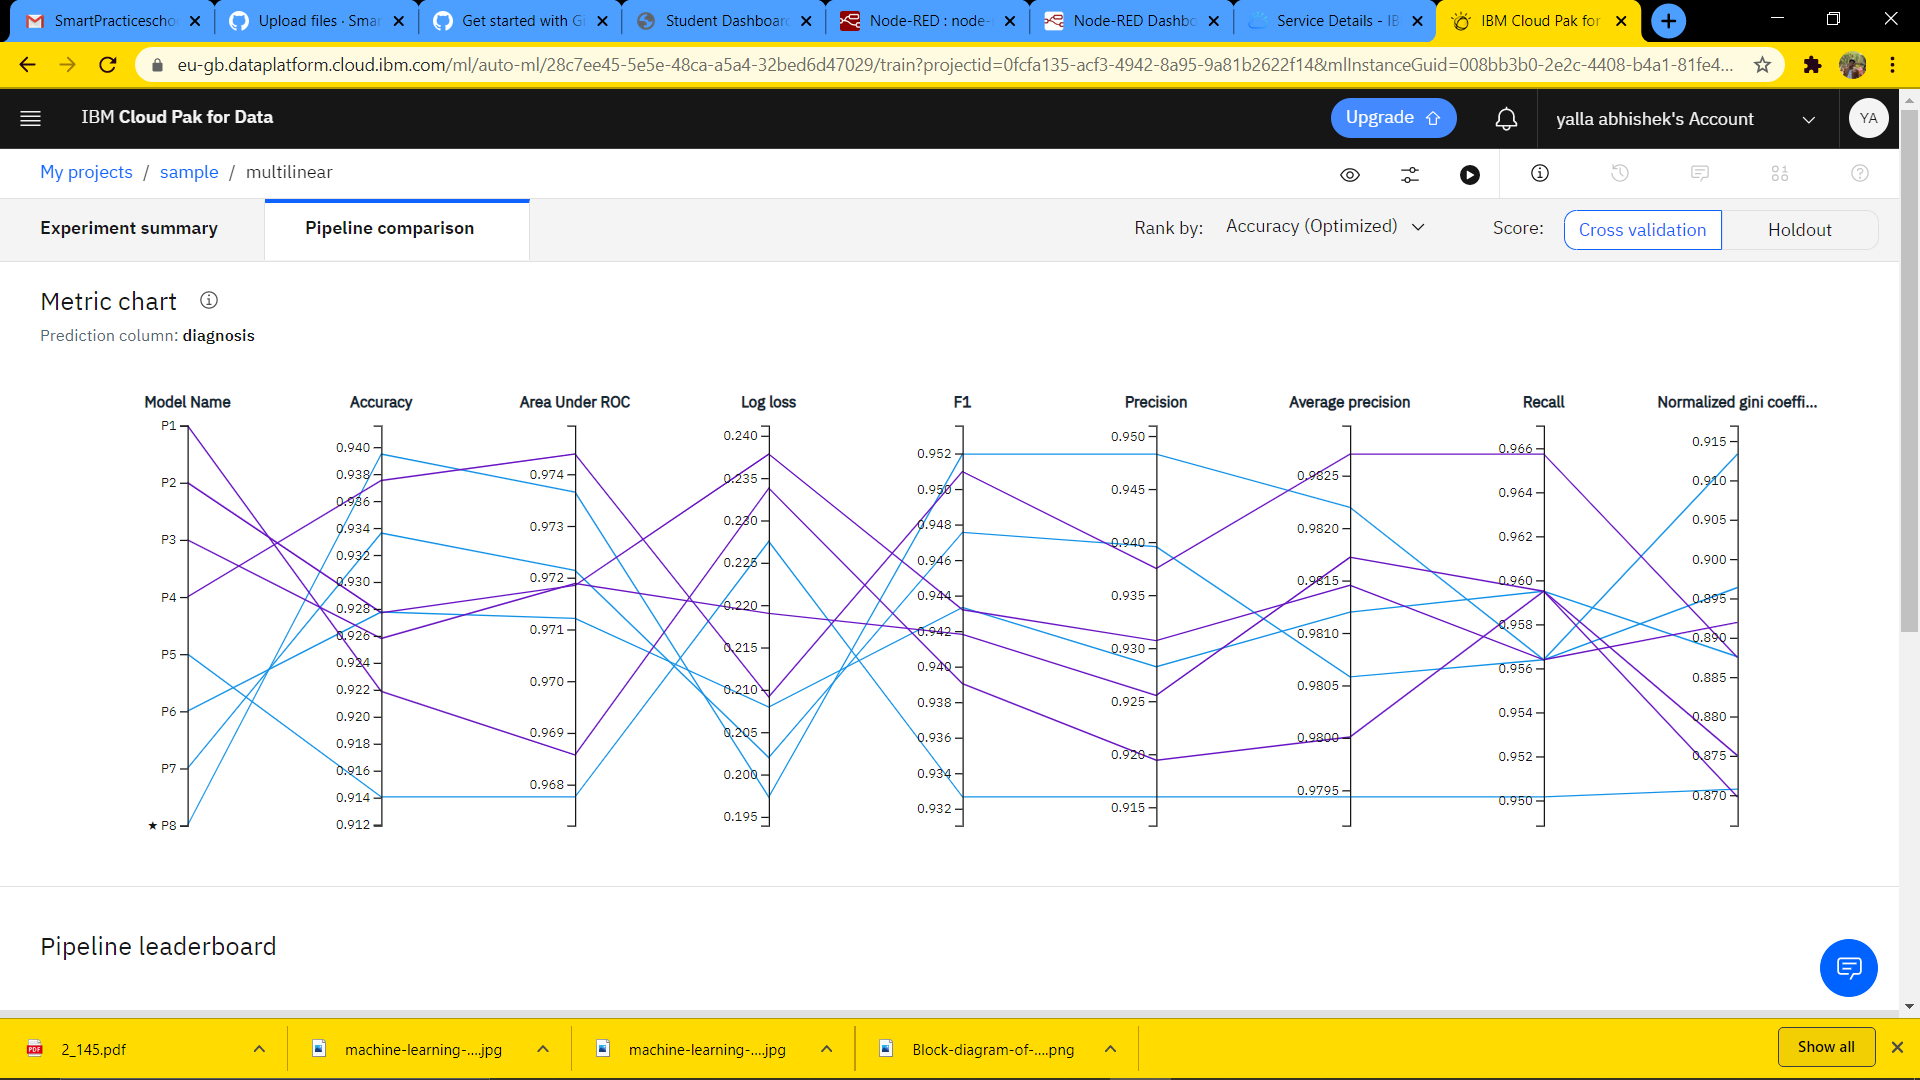 SmartPracticescho
Upload files · Smar
Get started with Gi
Student Dashboard
Node-RED : node-r
Node-RED Dashbo
Service Details - IB
IBM Cloud Pak for
eu-gb.dataplatform.cloud.ibm.com/ml/auto-ml/28c7ee45-5e5e-48ca-a5a4-32bed6d47029/train?projectid=0fcfa135-acf3-4942-8a95-9a81b2622f14&mlInstanceGuid=008bb3b0-2e2c-4408-b4a1-81fe4...
IBM Cloud Pak for Data
Upgrade
yalla abhishek's Account
YA
My projects / sample / multilinear
Experiment summary
Pipeline comparison
Rank by: Accuracy (Optimized)
Score: Cross validation Holdout
Metric chart
Prediction column: diagnosis
Model Name
P1
P2
P3
P4
P5
P6
P7
★ P8
Accuracy
0.940
0.938
0.936
0.934
0.932
0.930
0.928
0.926
0.924
0.922
0.920
0.918
0.916
0.914
0.912
Area Under ROC
0.974
0.973
0.972
0.971
0.970
0.969
0.968
Log loss
0.240
0.235
0.230
0.225
0.220
0.215
0.210
0.205
0.200
0.195
F1
0.952
0.950
0.948
0.946
0.944
0.942
0.940
0.938
0.936
0.934
0.932
Precision
0.950
0.945
0.940
0.935
0.930
0.925
0.920
0.915
Average precision
0.9825
0.9820
0.9815
0.9810
0.9805
0.9800
0.9795
Recall
0.966
0.964
0.962
0.960
0.958
0.956
0.954
0.952
0.950
Normalized gini coeffi...
0.915
0.910
0.905
0.900
0.895
0.890
0.885
0.880
0.875
0.870
Pipeline leaderboard
2_145.pdf
machine-learning-....jpg
machine-learning-....jpg
Block-diagram-of-....png
Show all